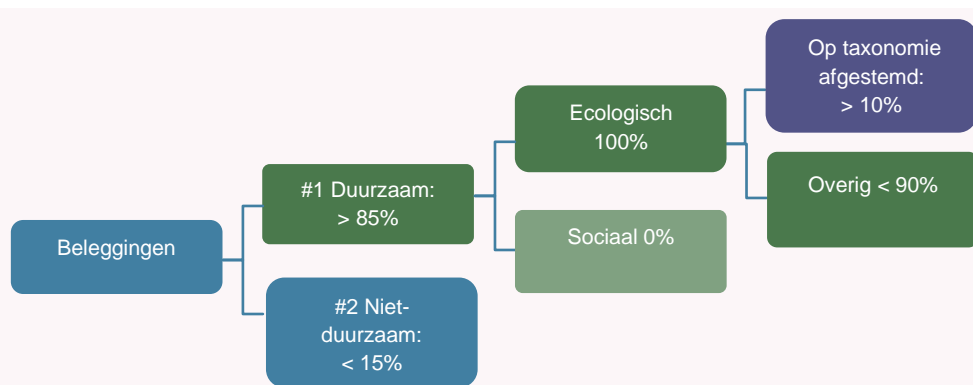 Beleggingen
#1 Duurzaam:
> 85%
#2 Niet-
duurzaam:
< 15%
Ecologisch
100%
Sociaal 0%
Op taxonomie
afgestemd:
> 10%
Overig < 90%